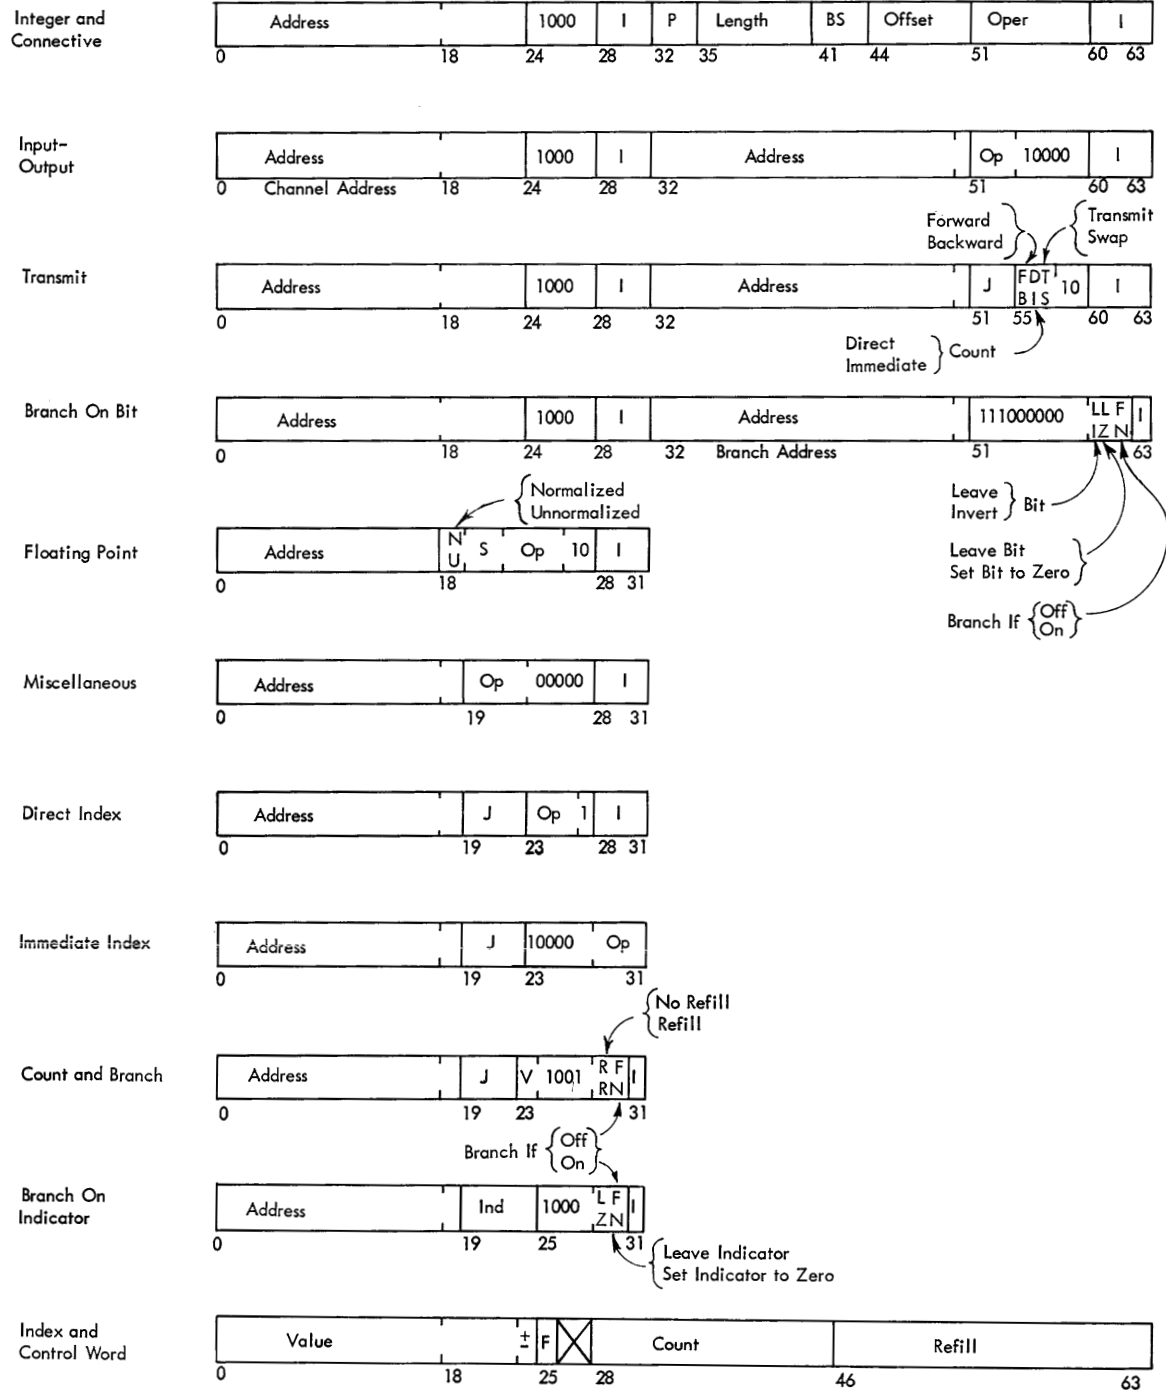 Integer and
Connective
Address 1000 I P Length BS Offset Oper I
0 18 24 28 32 35 41 44 51 60 63
Input-
Output
Address 1000 I Address Op 10000 I
0 Channel Address 18 24 28 32 51 60 63
Forward
Backward
Transmit
Swap
Transmit
Address 1000 I Address J FDT 10 I
BIS
0 18 24 28 32 51 55 60 63
Direct
Immediate
Count
Branch On Bit
Address 1000 I Address 111000000 LL F I
IZ N
0 18 24 28 32 Branch Address 51 63
Leave
Invert
Bit
Leave Bit
Set Bit to Zero
Branch If
Off
On
Normalized
Unnormalized
Floating Point
Address N S Op 10 I
U
0 18 28 31
Miscellaneous
Address Op 00000 I
0 19 28 31
Direct Index
Address J Op 1 I
0 19 23 28 31
Immediate Index
Address J 10000 Op
0 19 23 31
No Refill
Refill
Count and Branch
Address J V 1001 R F I
RN
0 19 23 31
Branch If
Off
On
Branch On
Indicator
Address Ind 1000 L F I
ZN
0 19 25 31
Leave Indicator
Set Indicator to Zero
Index and
Control Word
Value ± F Count Refill
0 18 25 28 46 63